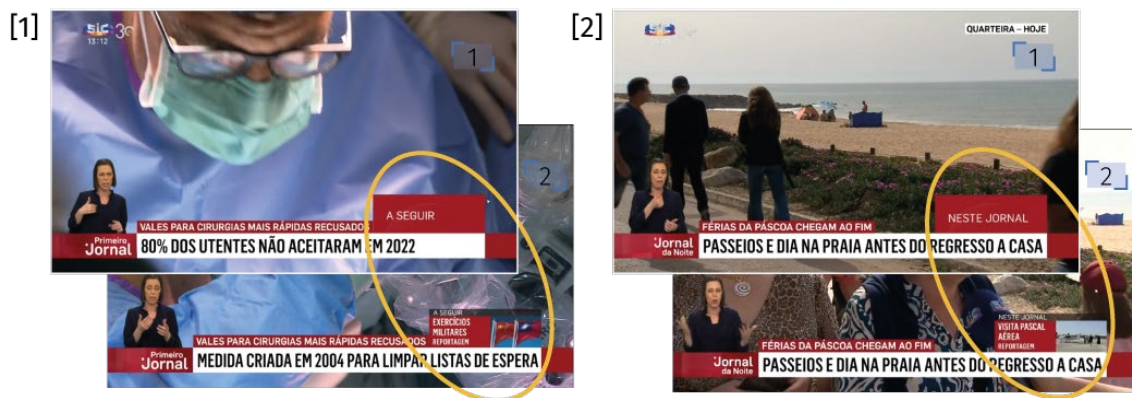 [1]
SIC 30
13:12
1
A SEGUIR
VALES PARA CIRURGIAS MAIS RÁPIDAS RECUSADOS
Primeiro
Jornal
80% DOS UTENTES NÃO ACEITARAM EM 2022
2
A SEGUIR
EXERCÍCIOS
MILITARES
REPORTAGEM
VALES PARA CIRURGIAS MAIS RÁPIDAS RECUSADOS
Primeiro
Jornal
MEDIDA CRIADA EM 2004 PARA LIMPAR LISTAS DE ESPERA
[2]
SIC
QUARTEIRA – HOJE
1
NESTE JORNAL
FÉRIAS DA PÁSCOA CHEGAM AO FIM
Jornal
da Noite
PASSEIOS E DIA NA PRAIA ANTES DO REGRESSO A CASA
2
NESTE JORNAL
VISITA PASCAL
AÉREA
REPORTAGEM
FÉRIAS DA PÁSCOA CHEGAM AO FIM
Jornal
da Noite
PASSEIOS E DIA NA PRAIA ANTES DO REGRESSO A CASA